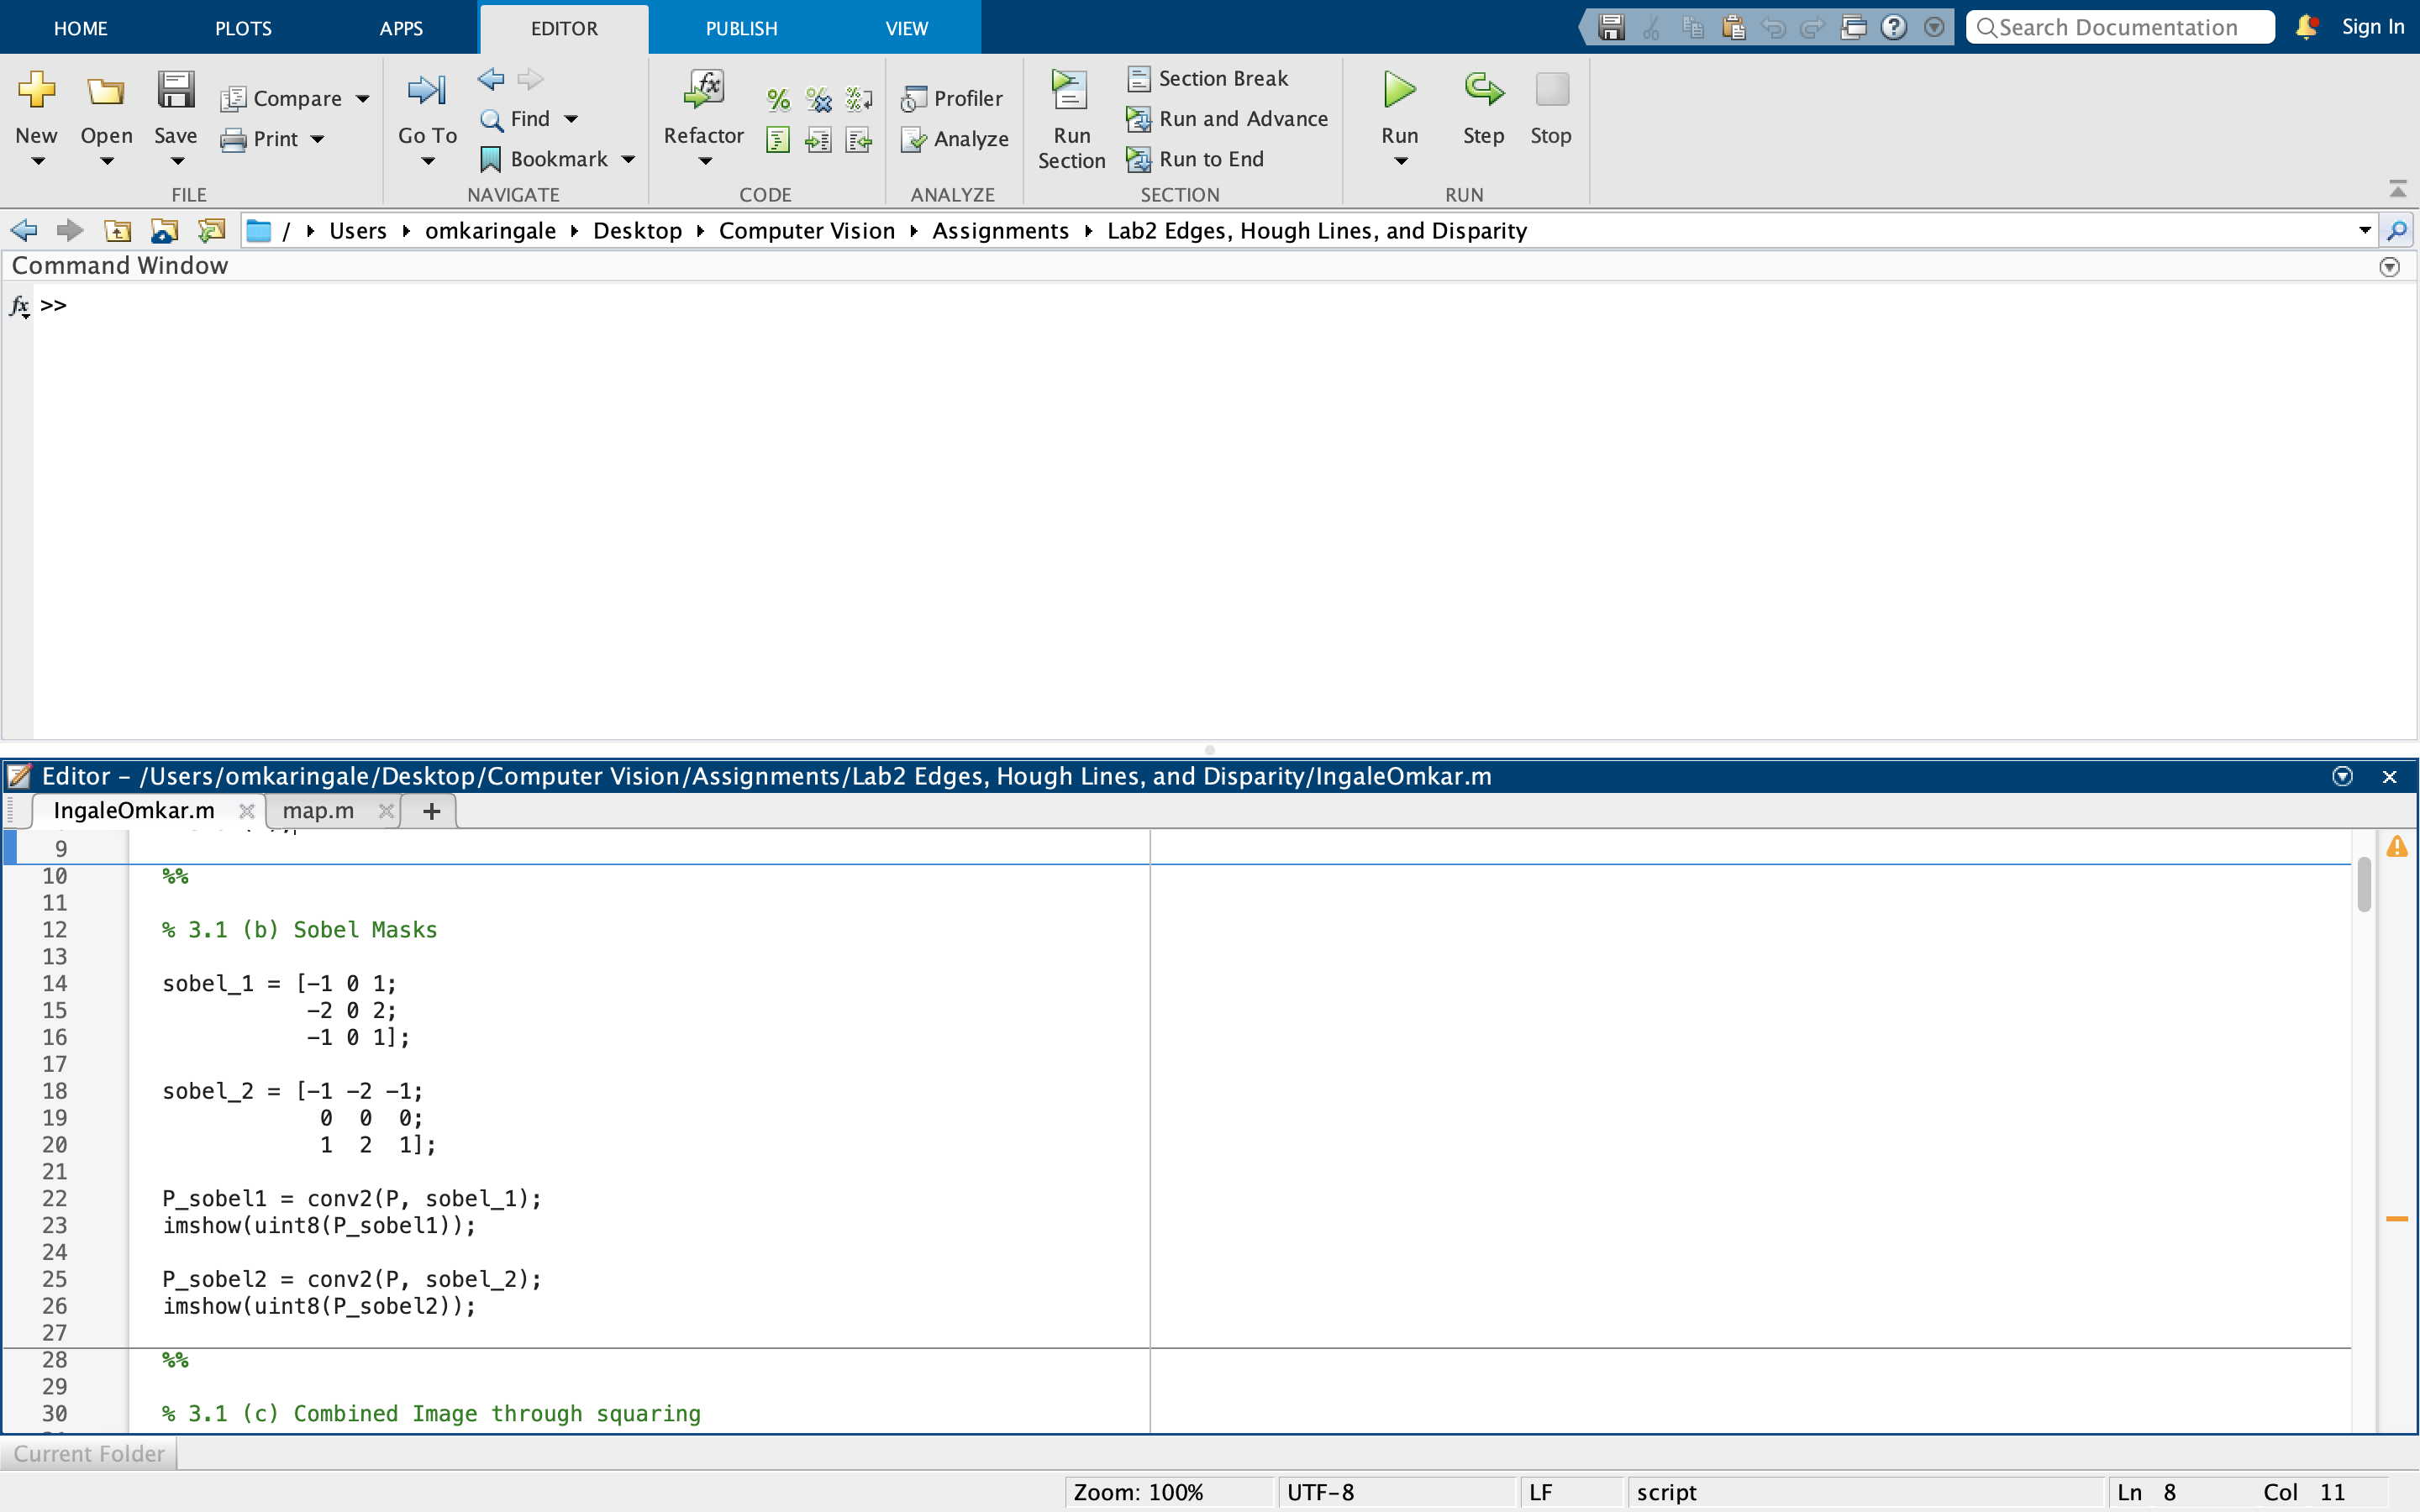 HOME PLOTS APPS EDITOR PUBLISH VIEW Search Documentation Sign In
New Open Save Compare Print
FILE
Go To Find Bookmark
NAVIGATE
Refactor
CODE
Profiler
Analyze
ANALYZE
Run Section
Section Break
Run and Advance
Run to End
SECTION
Run Step Stop
RUN
/ Users omkaringale Desktop Computer Vision Assignments Lab2 Edges, Hough Lines, and Disparity
Command Window
fx >>
Editor - /Users/omkaringale/Desktop/Computer Vision/Assignments/Lab2 Edges, Hough Lines, and Disparity/IngaleOmkar.m
IngaleOmkar.m map.m +
9
10 %%
11
12 % 3.1 (b) Sobel Masks
13
14 sobel_1 = [-1 0 1;
15 -2 0 2;
16 -1 0 1];
17
18 sobel_2 = [-1 -2 -1;
19 0 0 0;
20 1 2 1];
21
22 P_sobel1 = conv2(P, sobel_1);
23 imshow(uint8(P_sobel1));
24
25 P_sobel2 = conv2(P, sobel_2);
26 imshow(uint8(P_sobel2));
27
28 %%
29
30 % 3.1 (c) Combined Image through squaring
Current Folder
Zoom: 100% UTF-8 LF script Ln 8 Col 11